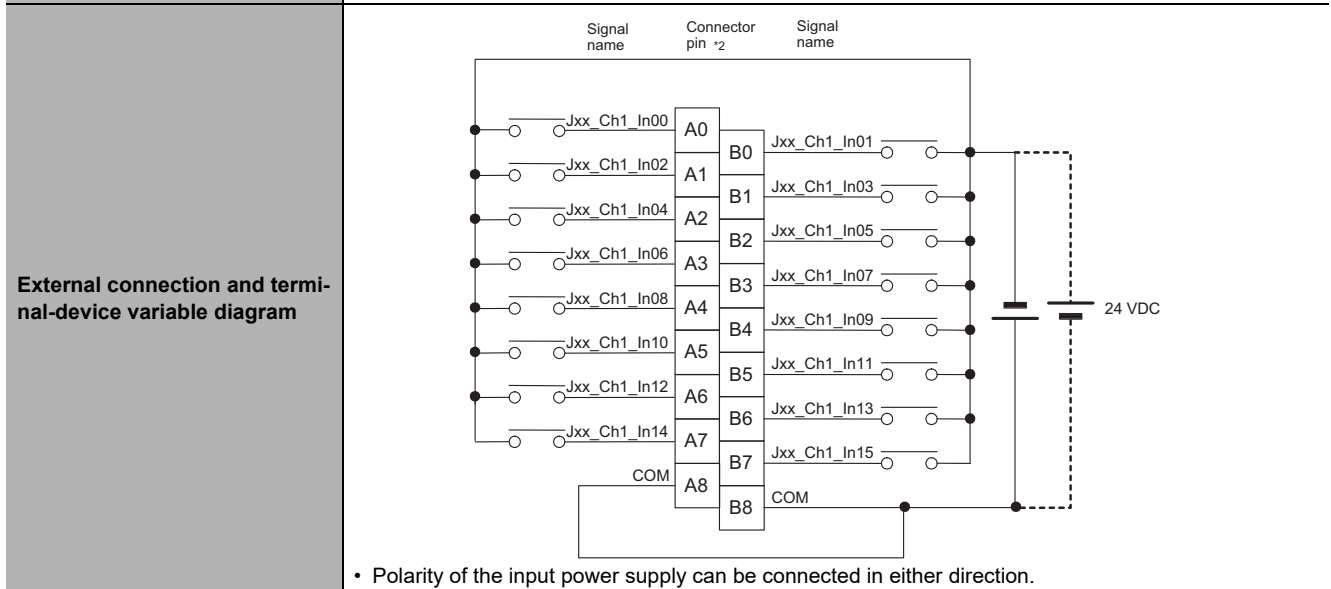 Signal name
Connector pin *2
Signal name
External connection and termi-
nal-device variable diagram
Jxx_Ch1_In00
A0
B0
Jxx_Ch1_In01
Jxx_Ch1_In02
A1
B1
Jxx_Ch1_In03
Jxx_Ch1_In04
A2
B2
Jxx_Ch1_In05
Jxx_Ch1_In06
A3
B3
Jxx_Ch1_In07
Jxx_Ch1_In08
A4
B4
Jxx_Ch1_In09
Jxx_Ch1_In10
A5
B5
Jxx_Ch1_In11
Jxx_Ch1_In12
A6
B6
Jxx_Ch1_In13
Jxx_Ch1_In14
A7
B7
Jxx_Ch1_In15
COM
A8
B8
COM
24 VDC
• Polarity of the input power supply can be connected in either direction.